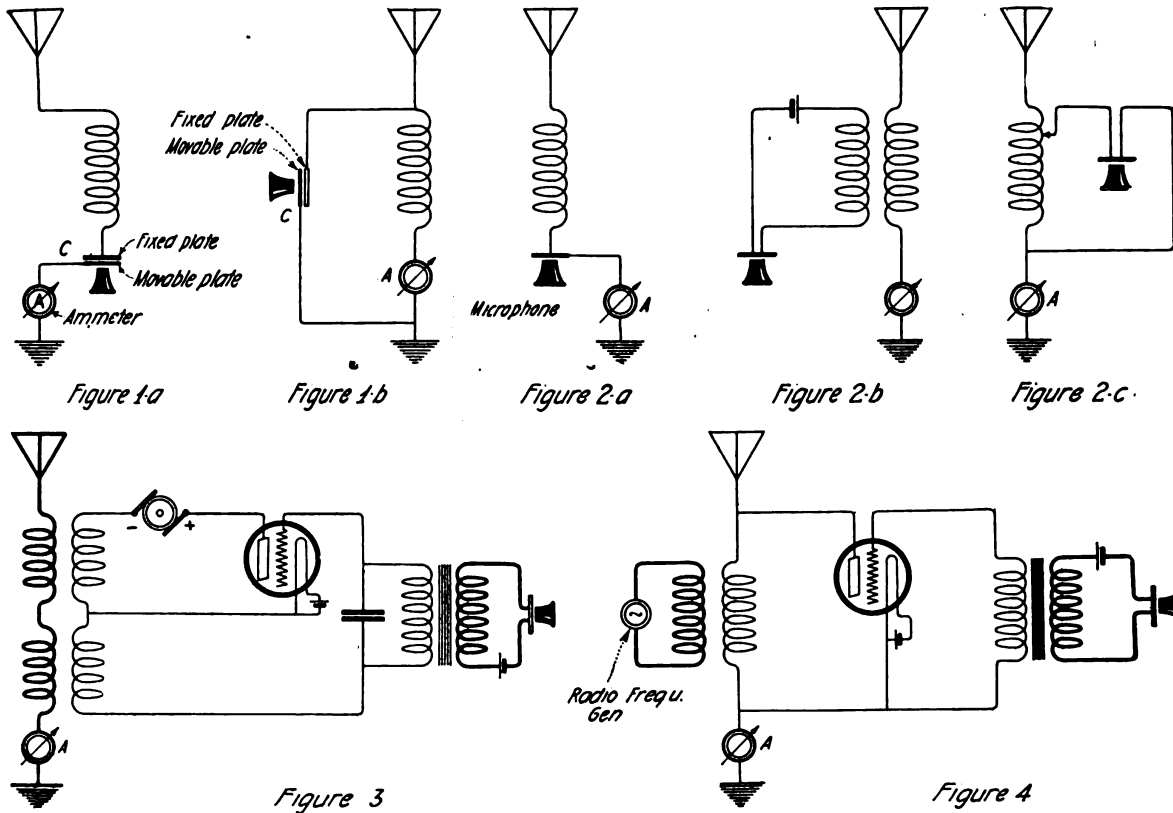 Fixed plate
Movable plate
C
C
Fixed plate
Movable plate
A
Ammeter
A
Microphone
A
A
Figure 1-a
Figure 1-b
Figure 2-a
Figure 2-b
Figure 2-c.
- +
A
~
Radio Frequ.
Gen
A
Figure 3
Figure 4